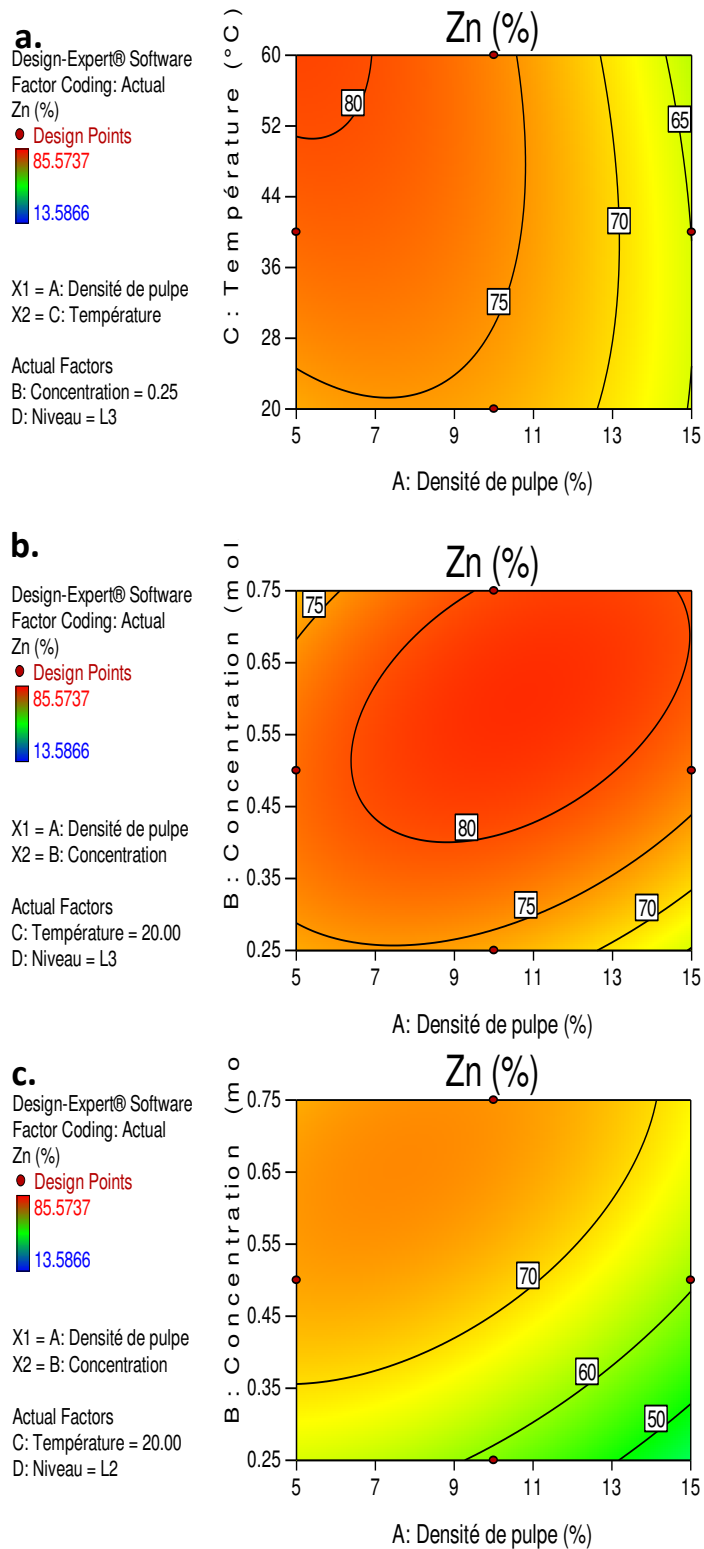 a.
Zn (%)
Design-Expert® Software
Factor Coding: Actual
Zn (%)
Design Points
85.5737
13.5866
X1 = A: Densité de pulpe
X2 = C: Température
Actual Factors
B: Concentration = 0.25
D: Niveau = L3
C: Température (°C)
60
52
44
36
28
20
80
65
70
75
5
7
9
11
13
15
A: Densité de pulpe (%)
b.
Zn (%)
Design-Expert® Software
Factor Coding: Actual
Zn (%)
Design Points
85.5737
13.5866
X1 = A: Densité de pulpe
X2 = B: Concentration
Actual Factors
C: Température = 20.00
D: Niveau = L3
B: Concentration (mol
0.75
0.65
0.55
0.45
0.35
0.25
75
80
75
70
5
7
9
11
13
15
A: Densité de pulpe (%)
c.
Zn (%)
Design-Expert® Software
Factor Coding: Actual
Zn (%)
Design Points
85.5737
13.5866
X1 = A: Densité de pulpe
X2 = B: Concentration
Actual Factors
C: Température = 20.00
D: Niveau = L2
B: Concentration (mo
0.75
0.65
0.55
0.45
0.35
0.25
70
60
50
5
7
9
11
13
15
A: Densité de pulpe (%)